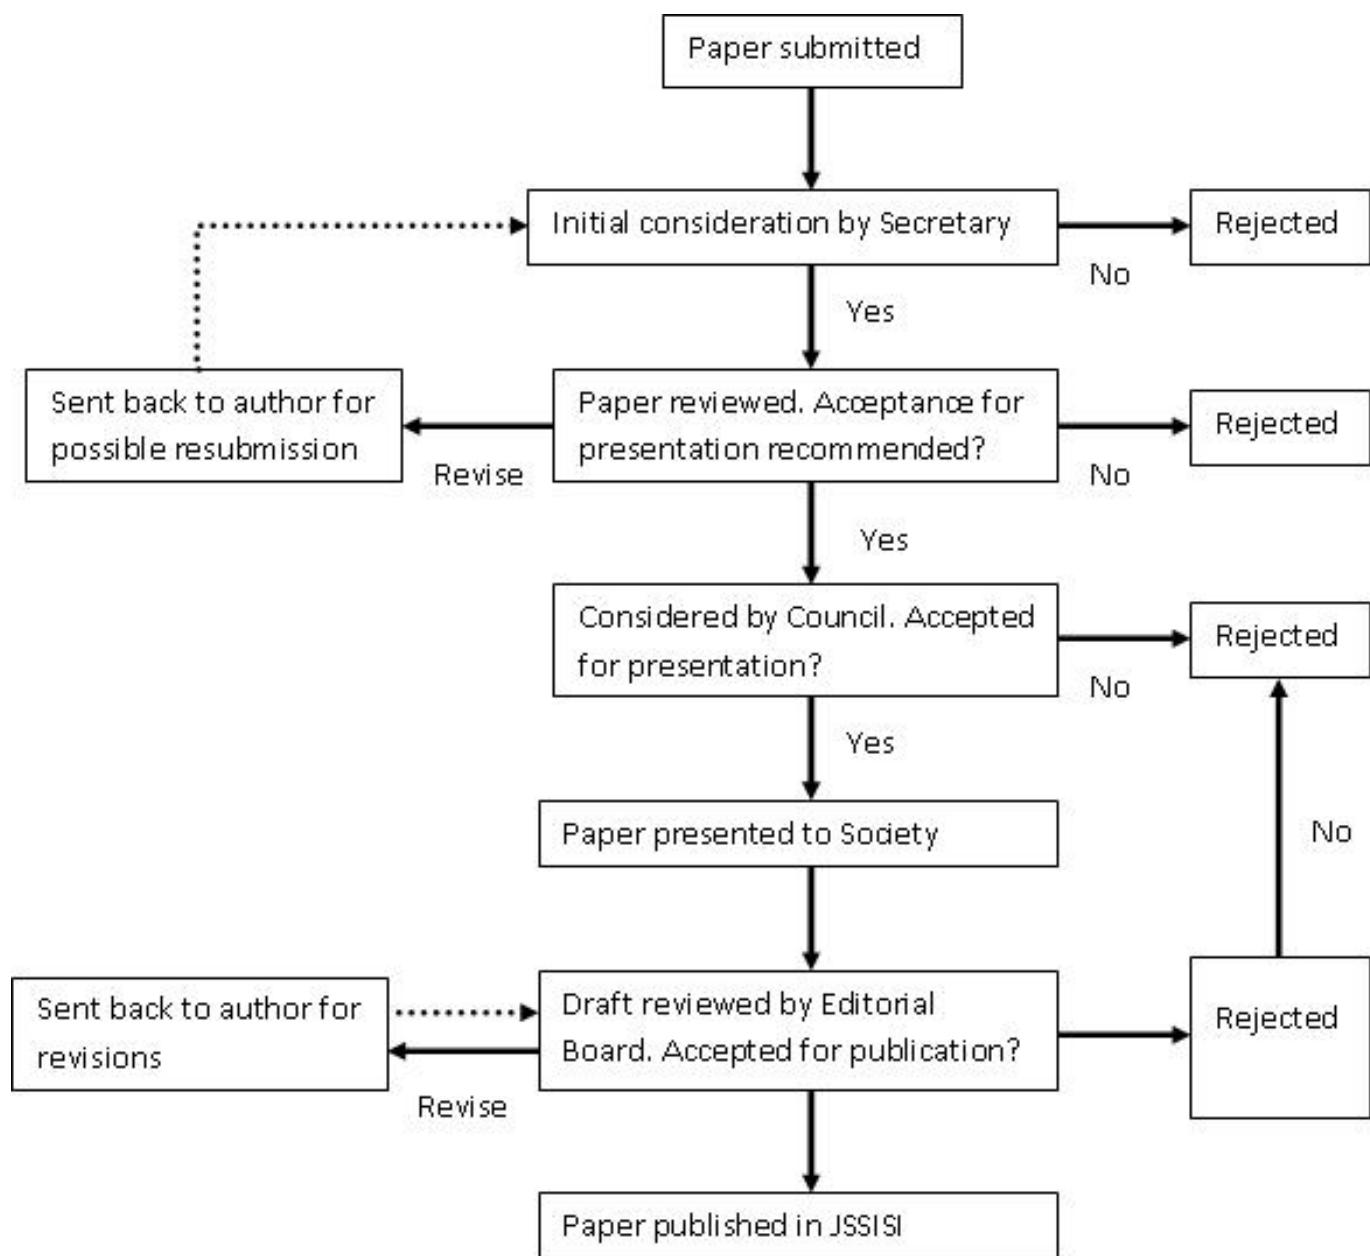 Paper submitted
Initial consideration by Secretary
Rejected
No
Yes
Sent back to author for
possible resubmission
Revise
Paper reviewed. Acceptance for
presentation recommended?
Rejected
No
Yes
Considered by Council. Accepted
for presentation?
Rejected
No
Yes
Paper presented to Society
No
Sent back to author for
revisions
Revise
Draft reviewed by Editorial
Board. Accepted for publication?
Rejected
Paper published in JSSISI